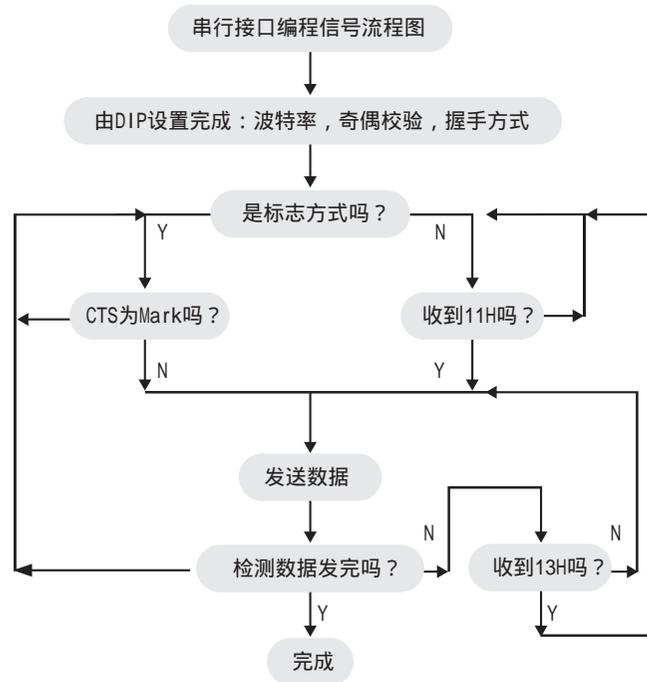 串行接口编程信号流程图
由DIP设置完成：波特率，奇偶校验，握手方式
是标志方式吗？
Y
N
CTS为Mark吗？
收到11H吗？
N
Y
发送数据
N
N
检测数据发完吗？
收到13H吗？
Y
Y
完成